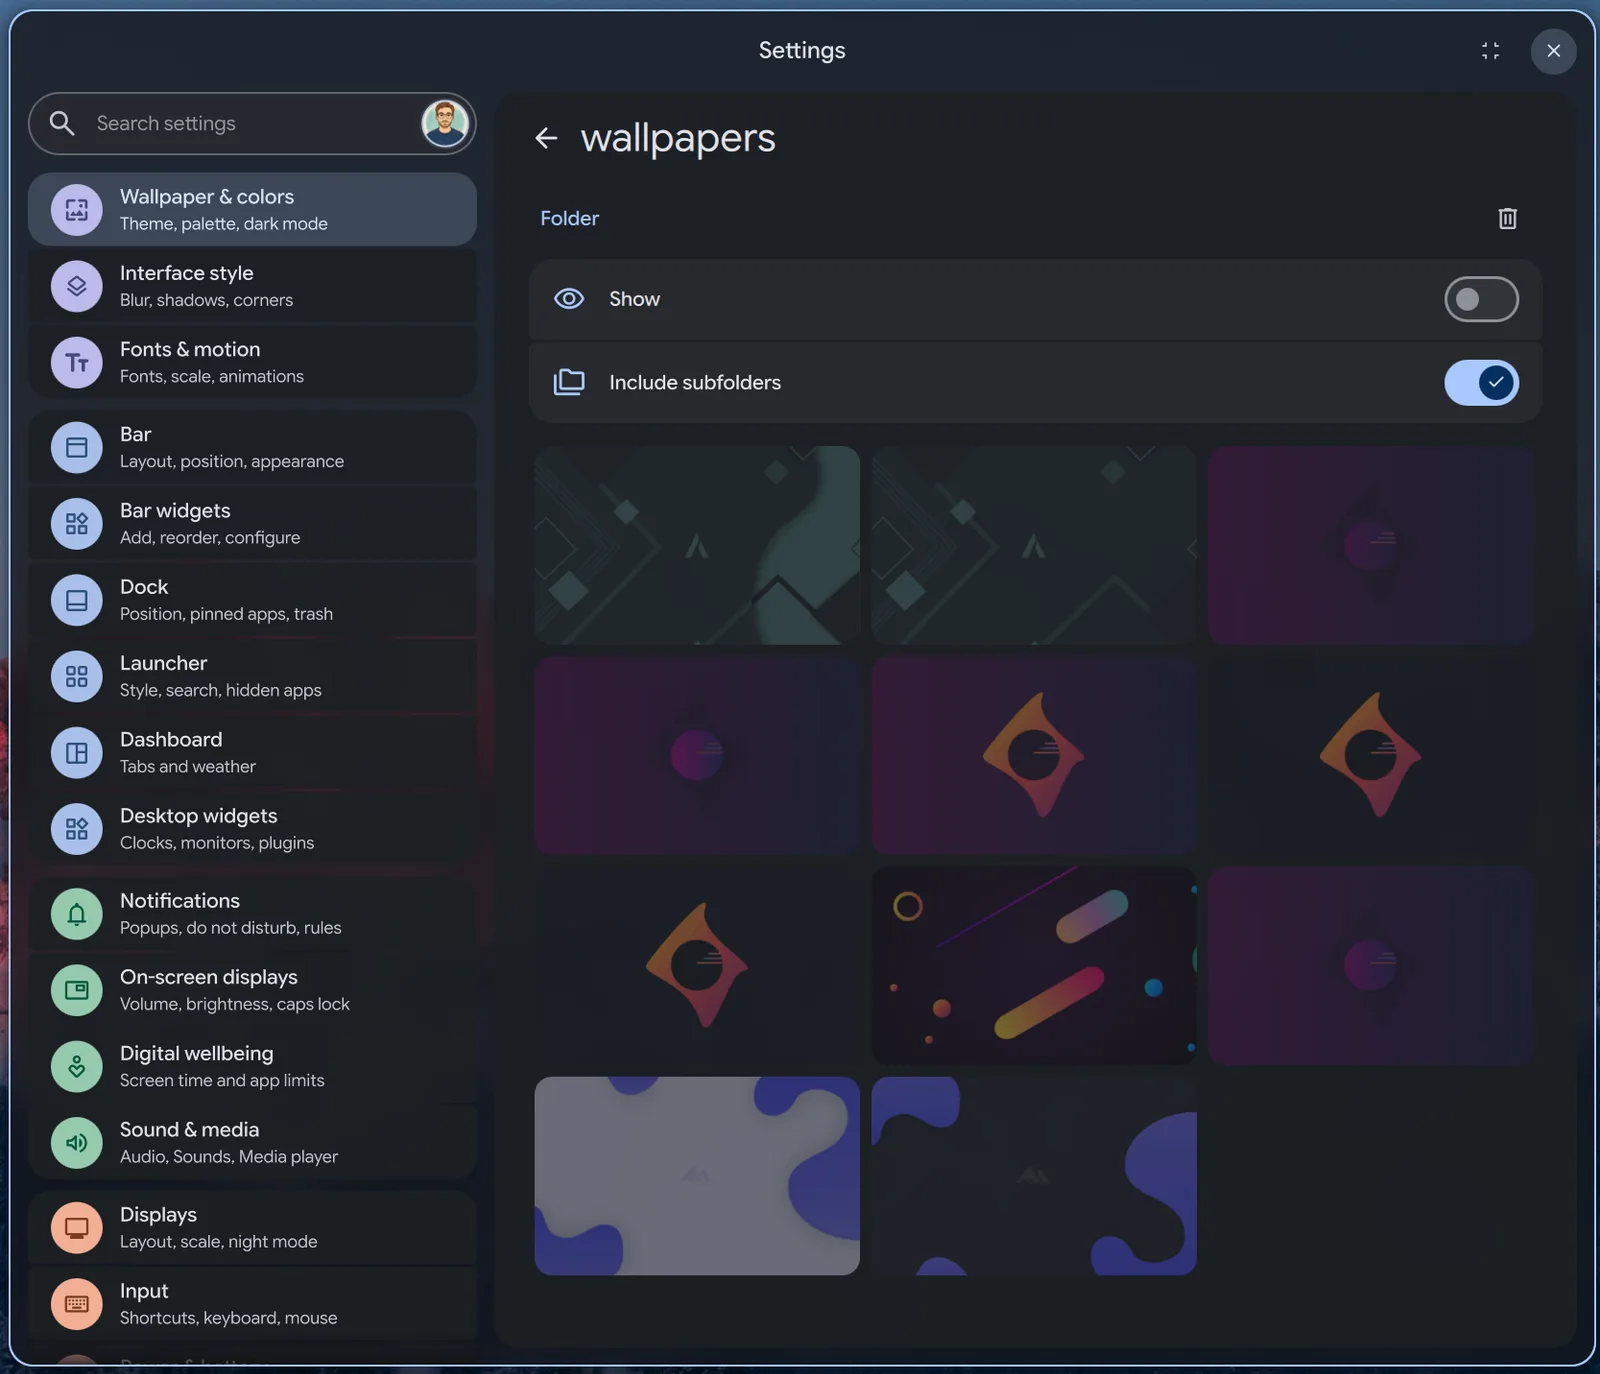 Settings
Search settings
Wallpaper & colors
Theme, palette, dark mode
Interface style
Blur, shadows, corners
Fonts & motion
Fonts, scale, animations
Bar
Layout, position, appearance
Bar widgets
Add, reorder, configure
Dock
Position, pinned apps, trash
Launcher
Style, search, hidden apps
Dashboard
Tabs and weather
Desktop widgets
Clocks, monitors, plugins
Notifications
Popups, do not disturb, rules
On-screen displays
Volume, brightness, caps lock
Digital wellbeing
Screen time and app limits
Sound & media
Audio, Sounds, Media player
Displays
Layout, scale, night mode
Input
Shortcuts, keyboard, mouse
wallpapers
Folder
Show
Include subfolders